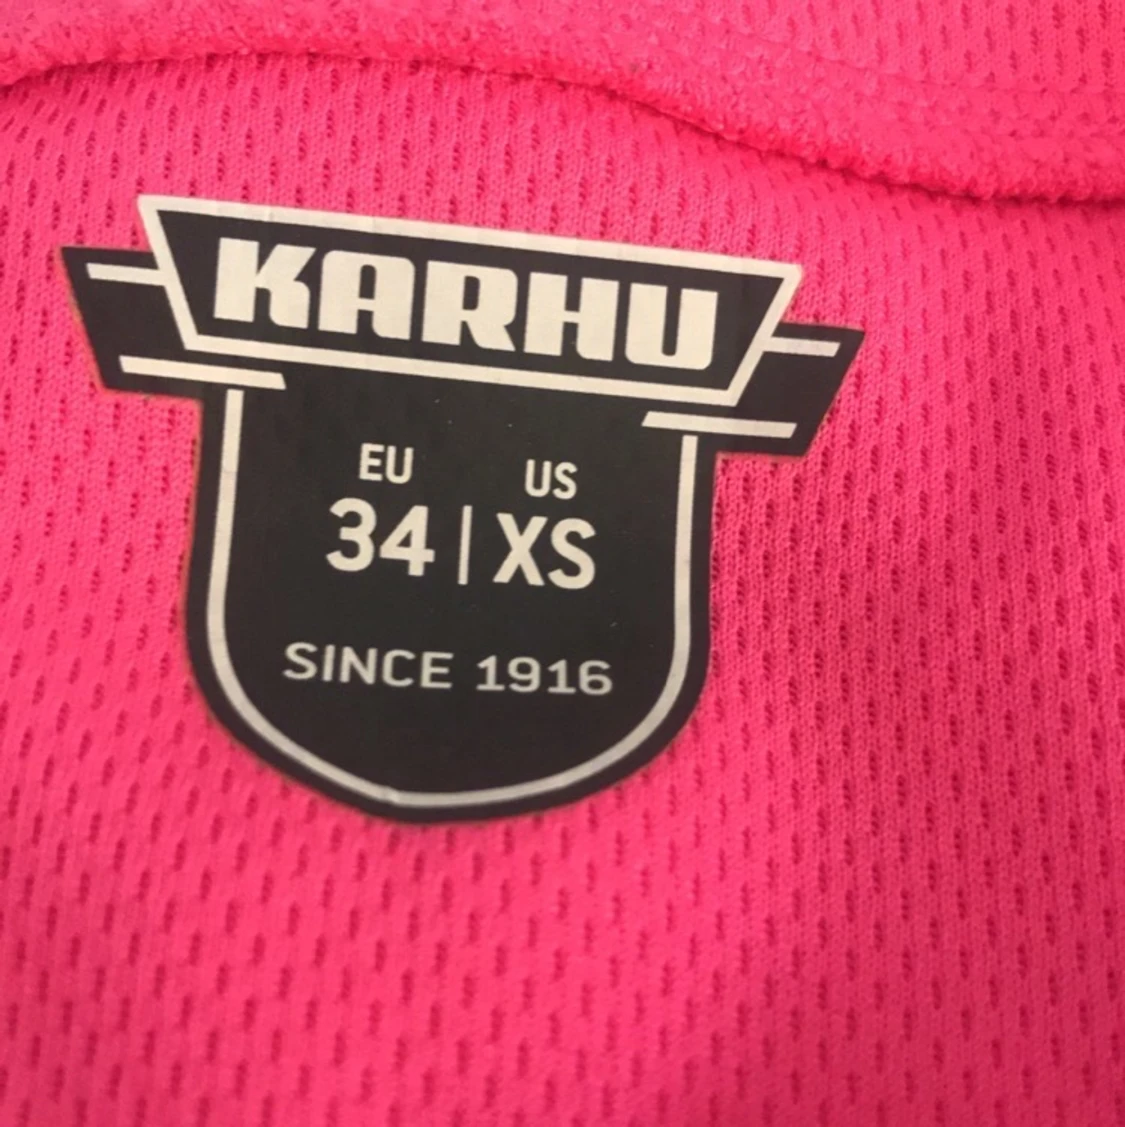 KARHU
EU US
34 | XS
SINCE 1916